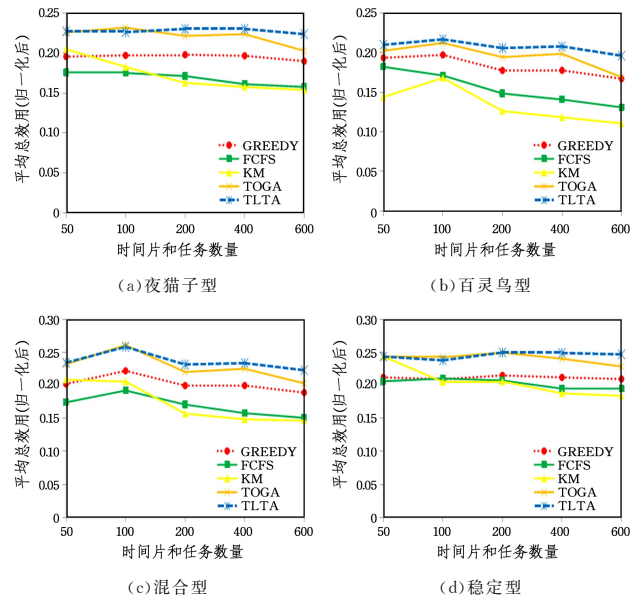 平均总效用(归一化后)
0.25
0.20
0.15
0.10
0.05
0
GREEDY
FCFS
KM
TOGA
TLTA
50 100 200 400 600
时间片和任务数量
(a)夜猫子型
平均总效用(归一化后)
0.25
0.20
0.15
0.10
0.05
0
GREEDY
FCFS
KM
TOGA
TLTA
50 100 200 400 600
时间片和任务数量
(b)百灵鸟型
平均总效用(归一化后)
0.30
0.25
0.20
0.15
0.10
0.05
0
GREEDY
FCFS
KM
TOGA
TLTA
50 100 200 400 600
时间片和任务数量
(c)混合型
平均总效用(归一化后)
0.30
0.25
0.20
0.15
0.10
0.05
0
GREEDY
FCFS
KM
TOGA
TLTA
50 100 200 400 600
时间片和任务数量
(d)稳定型